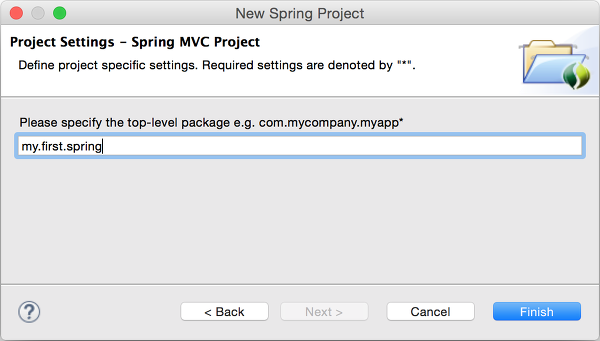 New Spring Project
Project Settings – Spring MVC Project
Define project specific settings. Required settings are denoted by "*".
Please specify the top-level package e.g. com.mycompany.myapp*
my.first.spring
?
< Back
Next >
Cancel
Finish